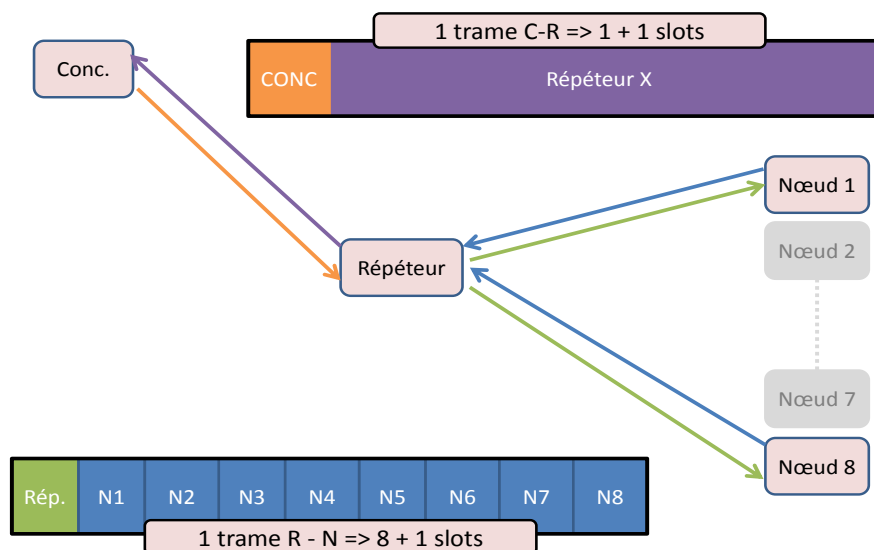 1 trame C-R => 1 + 1 slots
Conc.
CONC
Répéteur X
Nœud 1
Nœud 2
Répéteur
Nœud 7
Nœud 8
Rép.
N1
N2
N3
N4
N5
N6
N7
N8
1 trame R - N => 8 + 1 slots